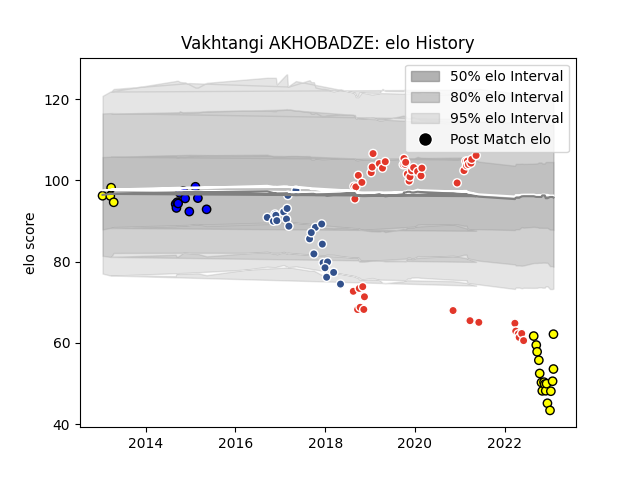 Vakhtangi AKHOBADZE: elo History
50% elo Interval
80% elo Interval
95% elo Interval
Post Match elo
elo score
120
100
80
60
40
2014
2016
2018
2020
2022